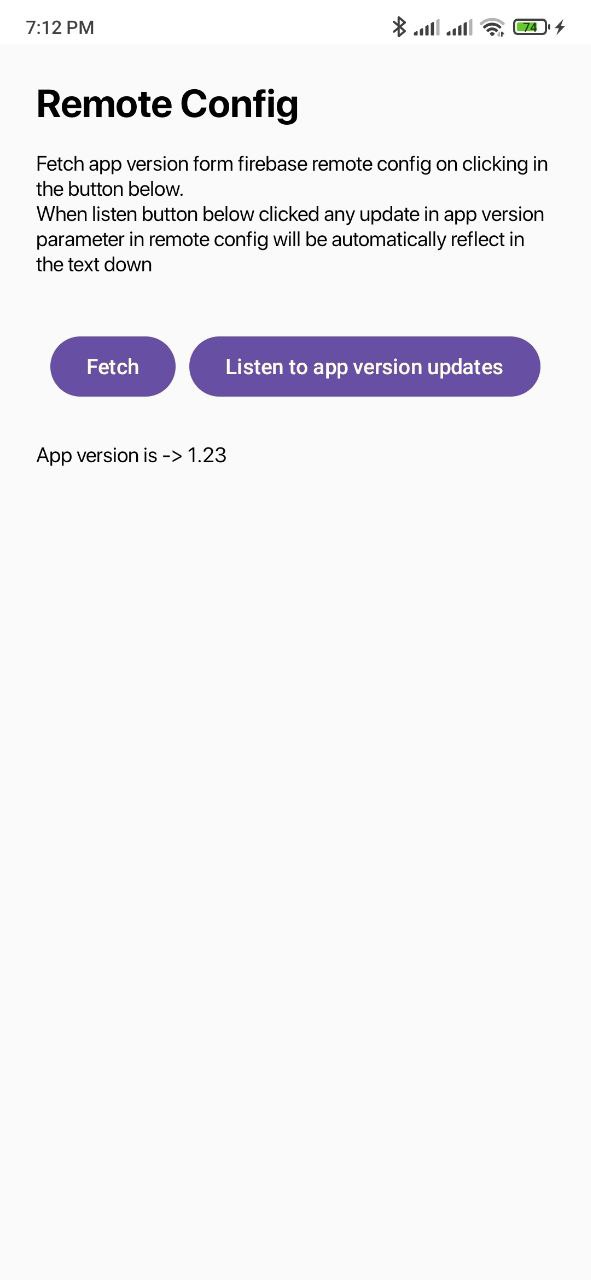 7:12 PM
74
Remote Config
Fetch app version form firebase remote config on clicking in
the button below.
When listen button below clicked any update in app version
parameter in remote config will be automatically reflect in
the text down
Fetch
Listen to app version updates
App version is -> 1.23